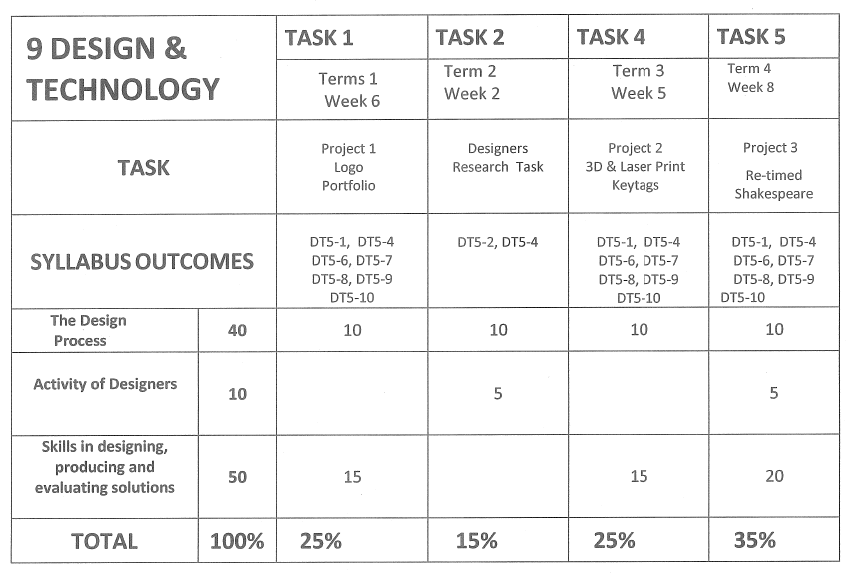 9 DESIGN &
TECHNOLOGY
TASK 1
TASK 2
TASK 4
TASK 5
Terms 1
Week 6
Term 2
Week 2
Term 3
Week 5
Term 4
Week 8
TASK
Project 1
Logo
Portfolio
Designers
Research Task
Project 2
3D & Laser Print
Keytags
Project 3
Re-timed
Shakespeare
SYLLABUS OUTCOMES
DT5-1, DT5-4
DT5-6, DT5-7
DT5-8, DT5-9
DT5-10
DT5-2, DT5-4
DT5-1, DT5-4
DT5-6, DT5-7
DT5-8, DT5-9
DT5-10
DT5-1, DT5-4
DT5-6, DT5-7
DT5-8, DT5-9
DT5-10
The Design
Process
40
10
10
10
10
Activity of Designers
10
5
5
Skills in designing,
producing and
evaluating solutions
50
15
15
20
TOTAL
100%
25%
15%
25%
35%